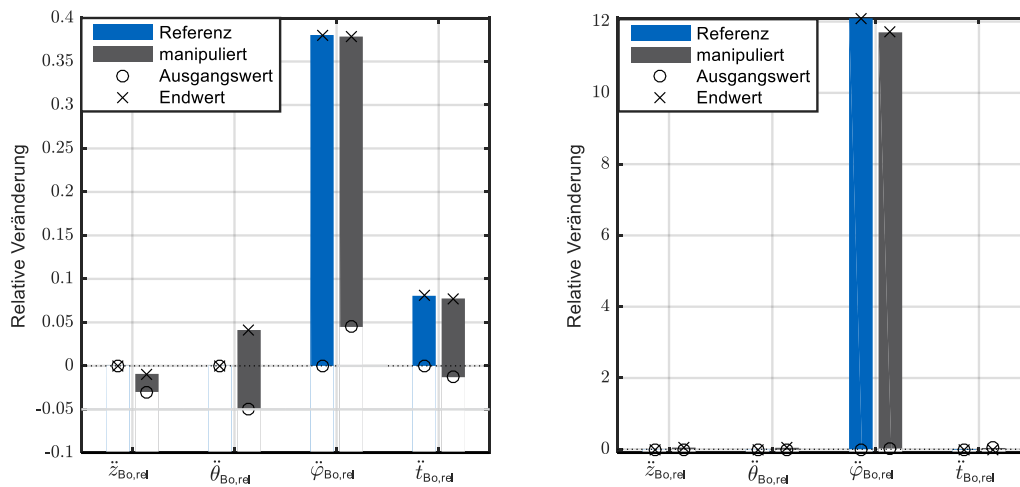 Relative Veränderung
0.4
0.35
0.3
0.25
0.2
0.15
0.1
0.05
0
-0.05
-0.1
Referenz
manipuliert
Ausgangswert
Endwert
z̈Bo,rel θ̈Bo,rel φ̈Bo,rel ẗBo,rel
Relative Veränderung
12
10
8
6
4
2
0
Referenz
manipuliert
Ausgangswert
Endwert
z̈Bo,rel θ̈Bo,rel φ̈Bo,rel ẗBo,rel